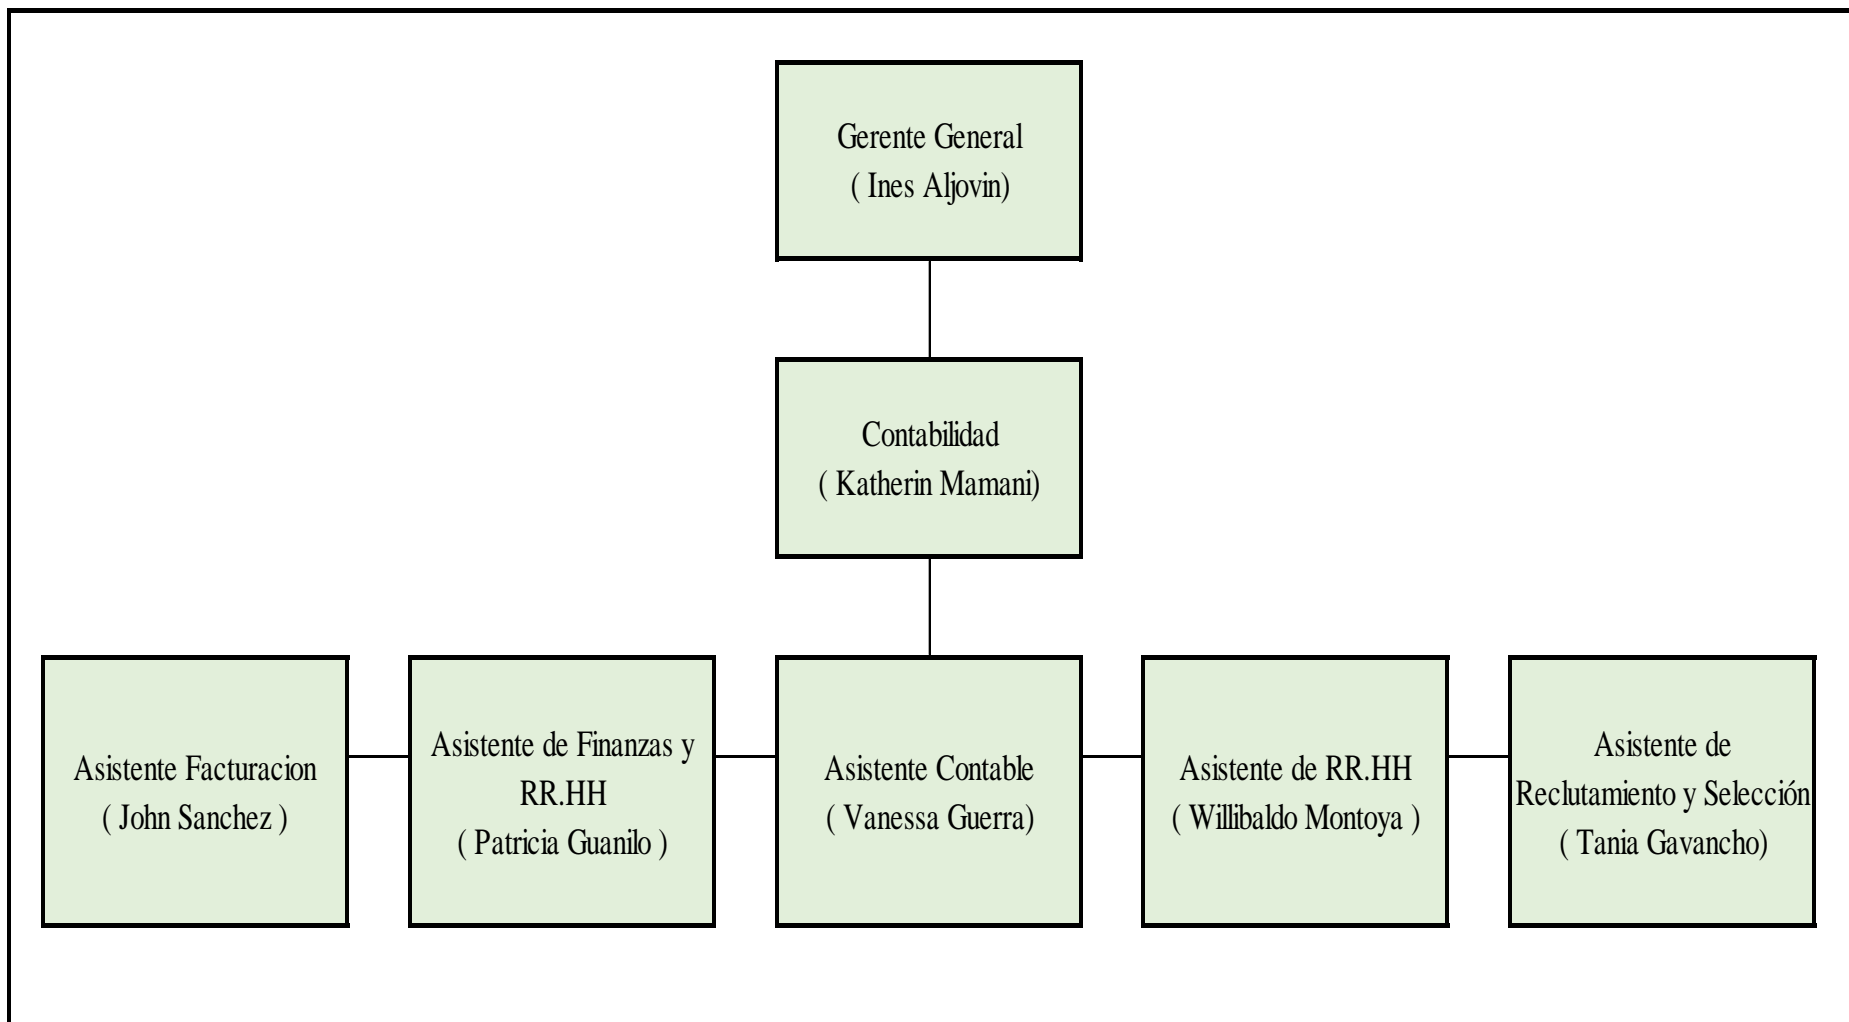 Gerente General
( Ines Aljovin)
Contabilidad
( Katherin Mamani)
Asistente Facturacion
( John Sanchez )
Asistente de Finanzas y
RR.HH
( Patricia Guanilo )
Asistente Contable
( Vanessa Guerra)
Asistente de RR.HH
( Willibaldo Montoya )
Asistente de
Reclutamiento y Selección
( Tania Gavancho)